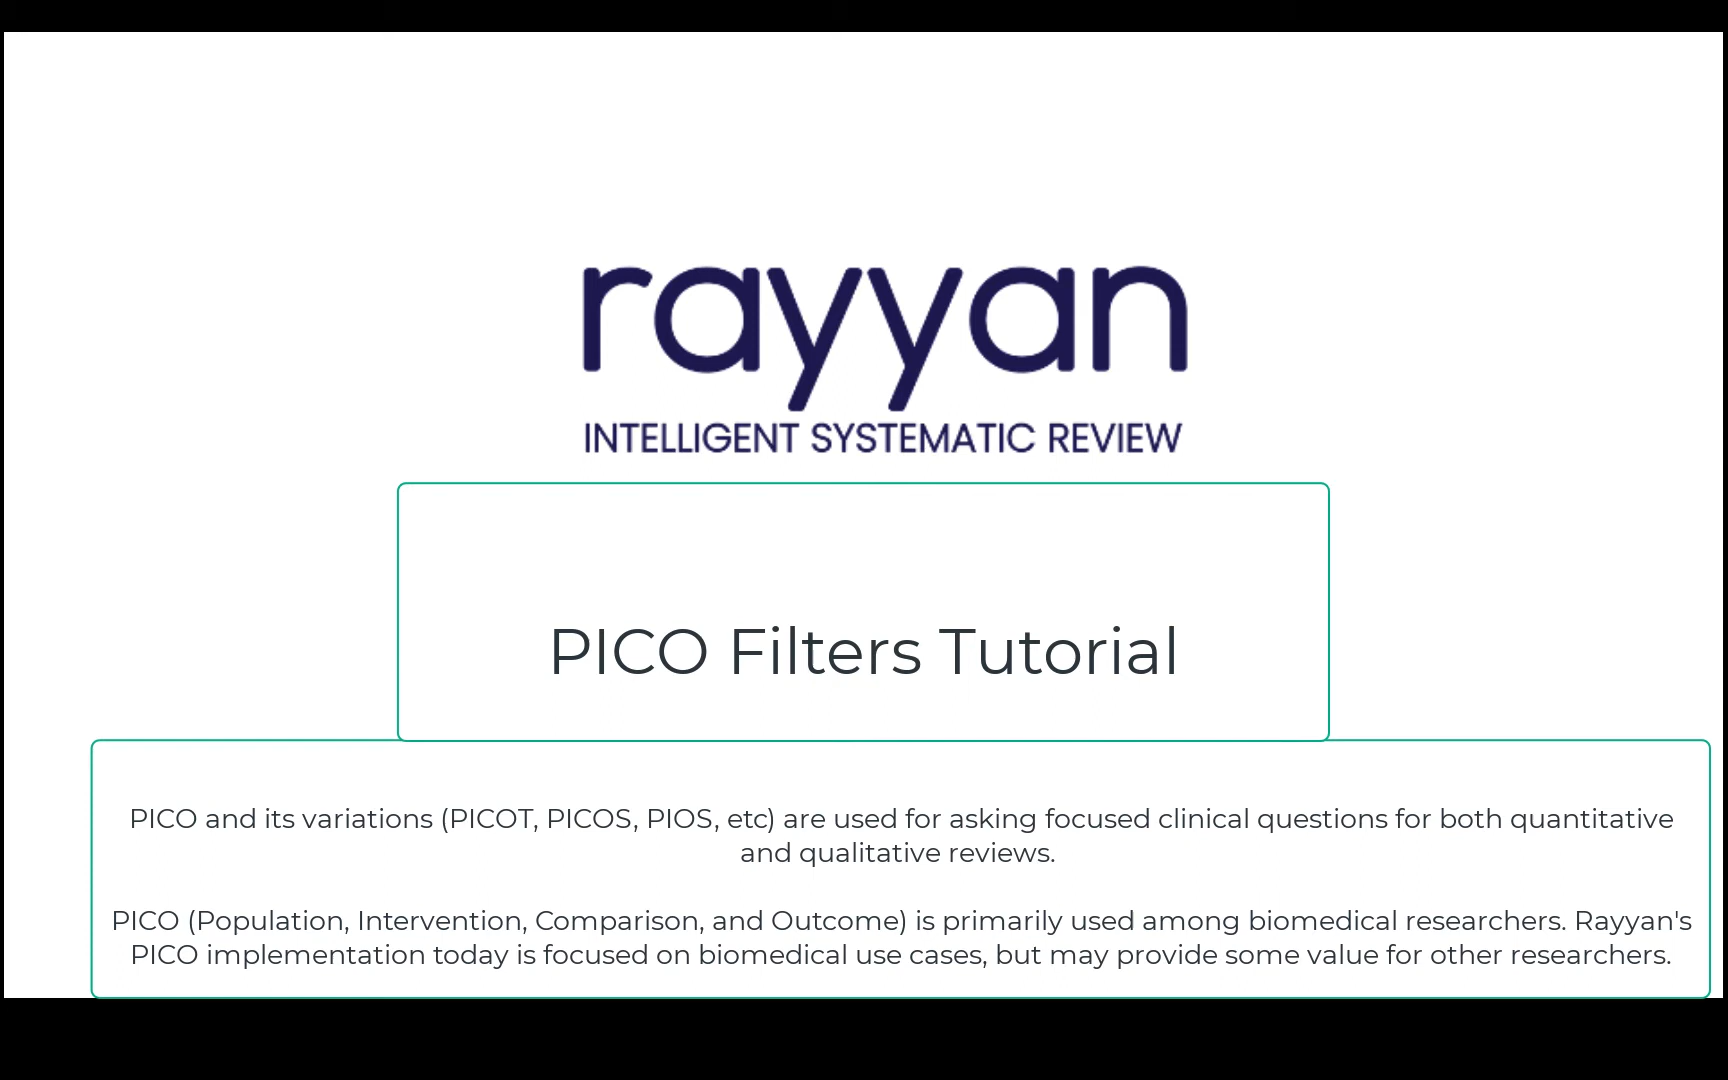 rayyan
INTELLIGENT SYSTEMATIC REVIEW
PICO Filters Tutorial
PICO and its variations (PICOT, PICOS, PIOS, etc) are used for asking focused clinical questions for both quantitative
and qualitative reviews.
PICO (Population, Intervention, Comparison, and Outcome) is primarily used among biomedical researchers. Rayyan's
PICO implementation today is focused on biomedical use cases, but may provide some value for other researchers.